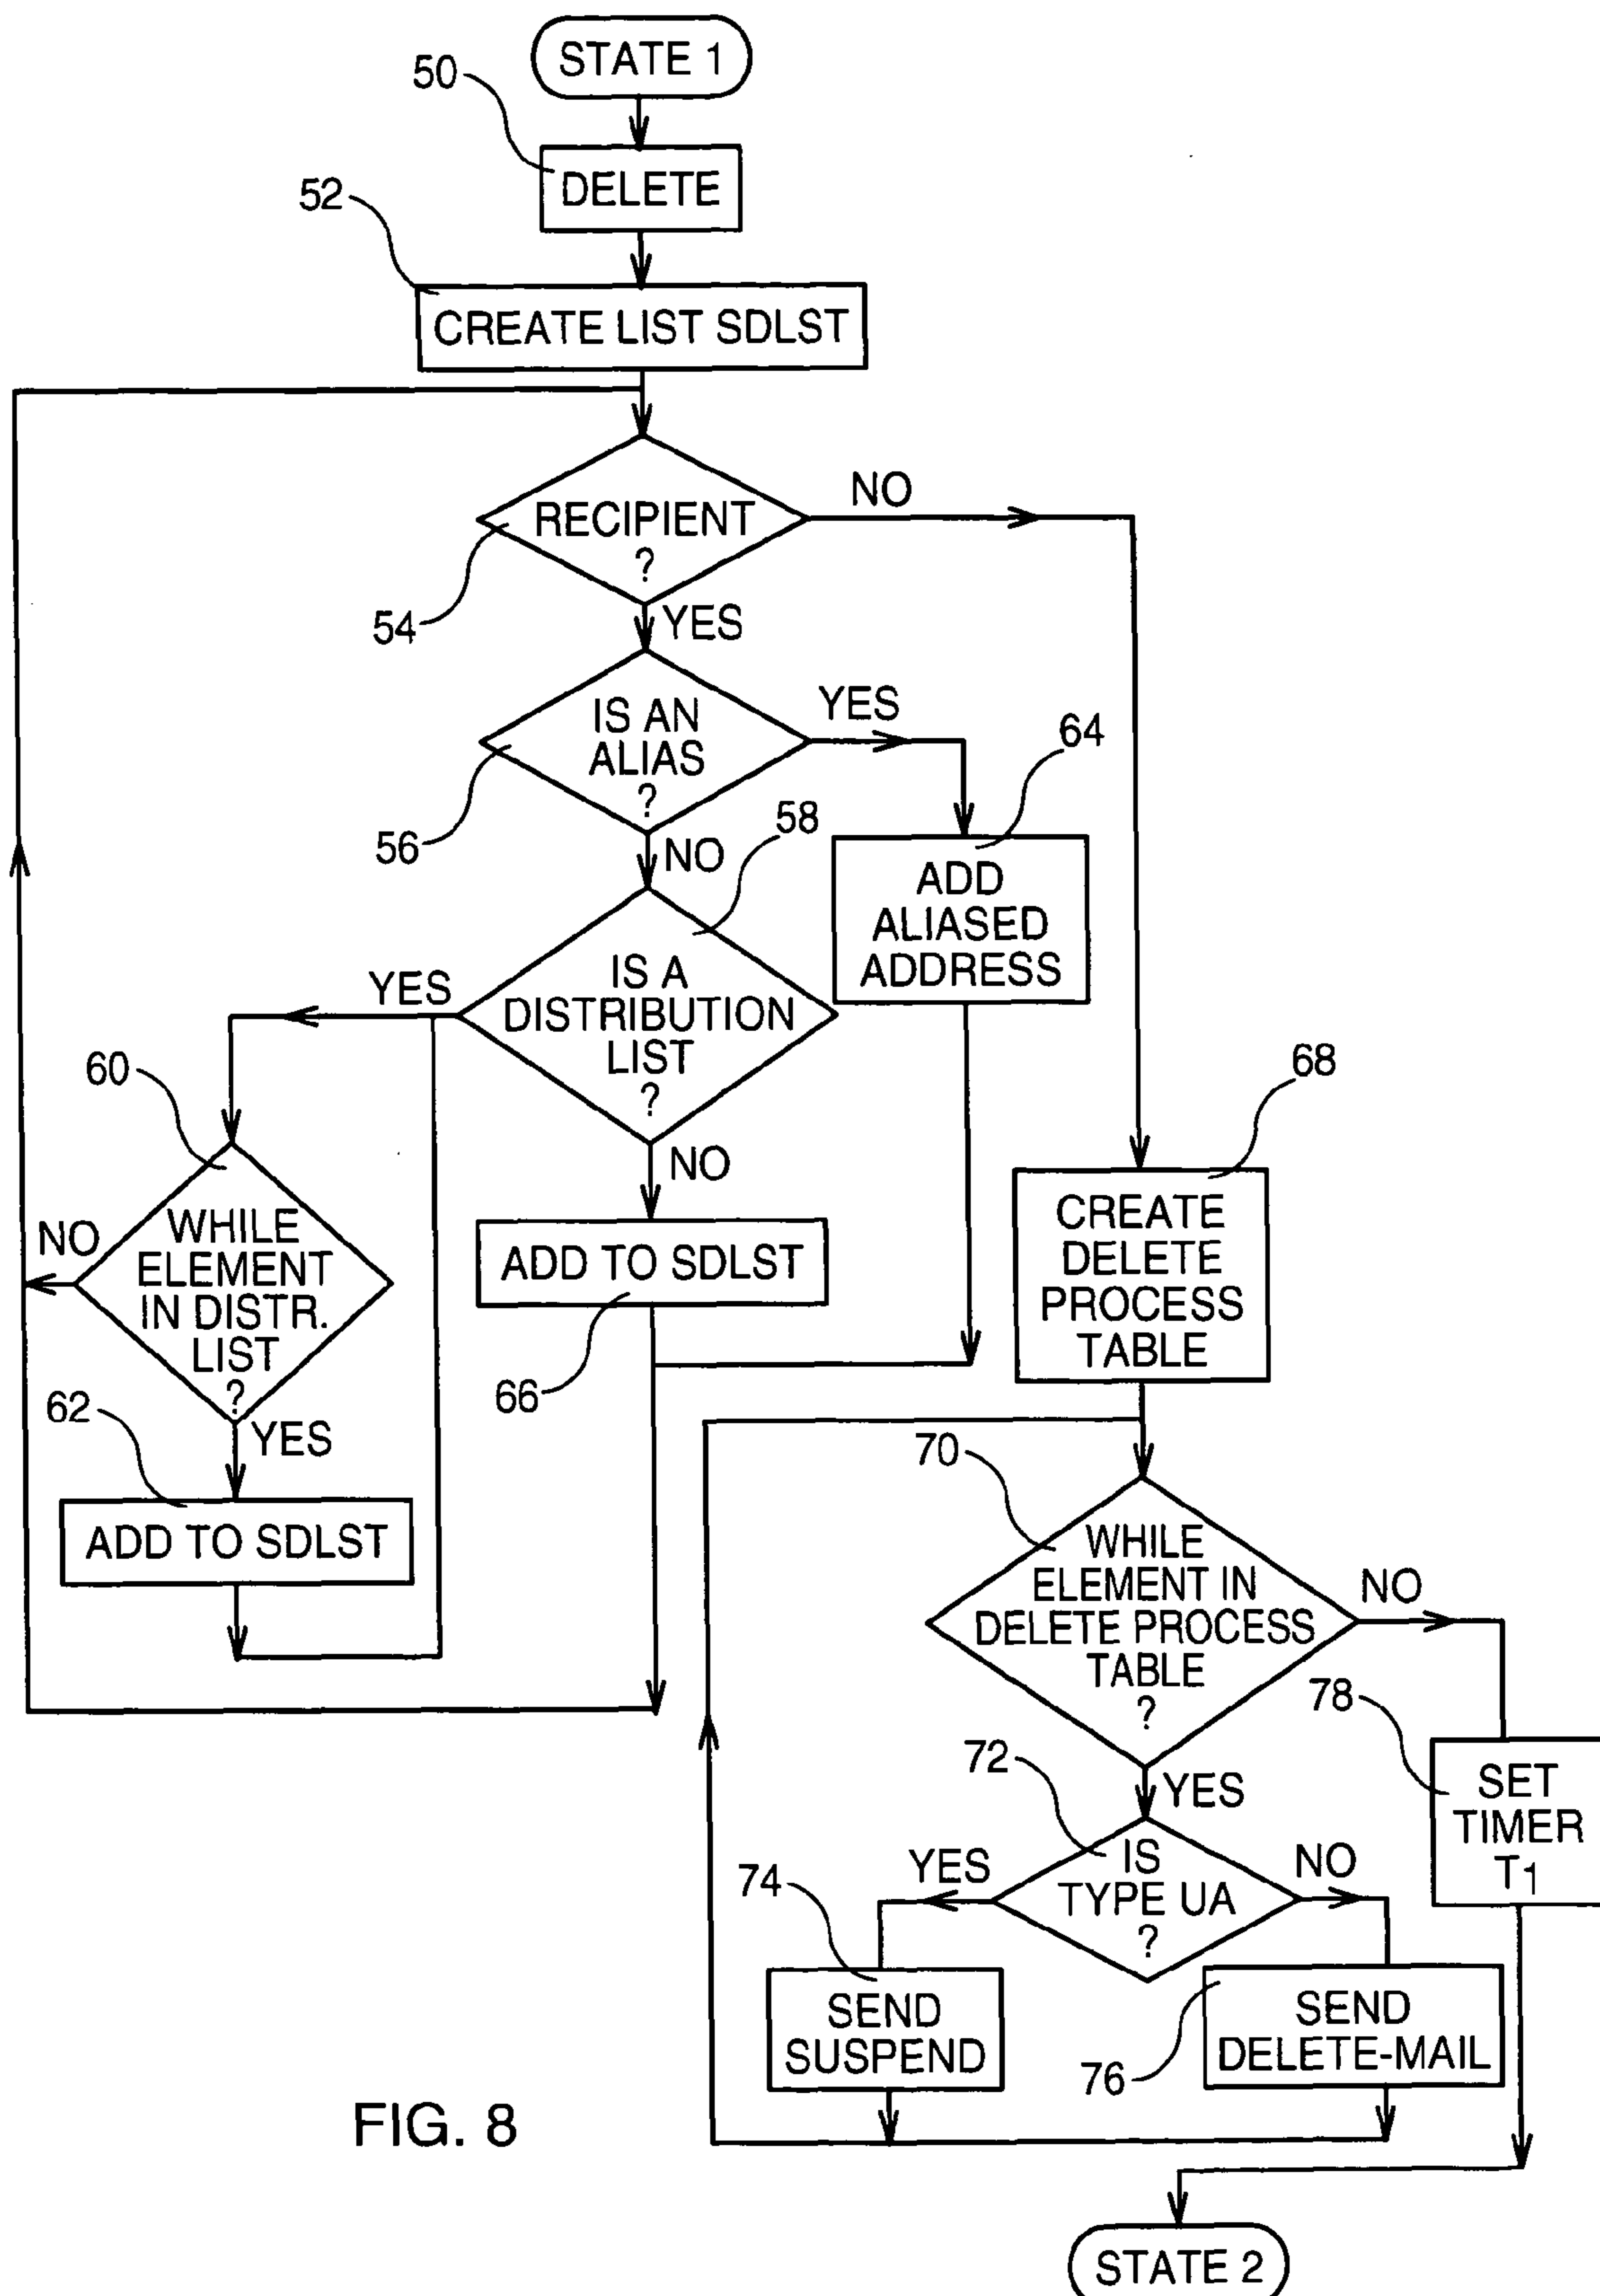 STATE 1
50
DELETE
52
CREATE LIST SDLST
RECIPIENT
?
NO
54
YES
IS AN
ALIAS
?
YES
64
56
NO
58
ADD
ALIASED
ADDRESS
IS A
DISTRIBUTION
LIST
?
YES
60
NO
68
WHILE
ELEMENT
IN DISTR.
LIST
?
NO
ADD TO SDLST
66
CREATE
DELETE
PROCESS
TABLE
62
YES
ADD TO SDLST
70
WHILE
ELEMENT IN
DELETE PROCESS
TABLE
?
NO
78
72
YES
SET
TIMER
T1
IS
TYPE UA
?
YES
NO
74
SEND
SUSPEND
76
SEND
DELETE-MAIL
FIG. 8
STATE 2